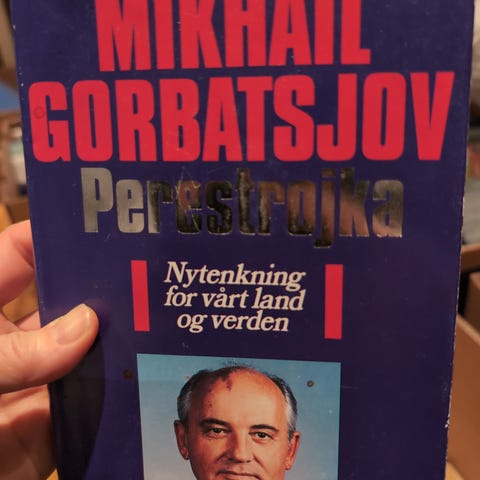 MIKHAIL
GORBATSJOV
Perestrojka
Nytenkning
for vårt land
og verden